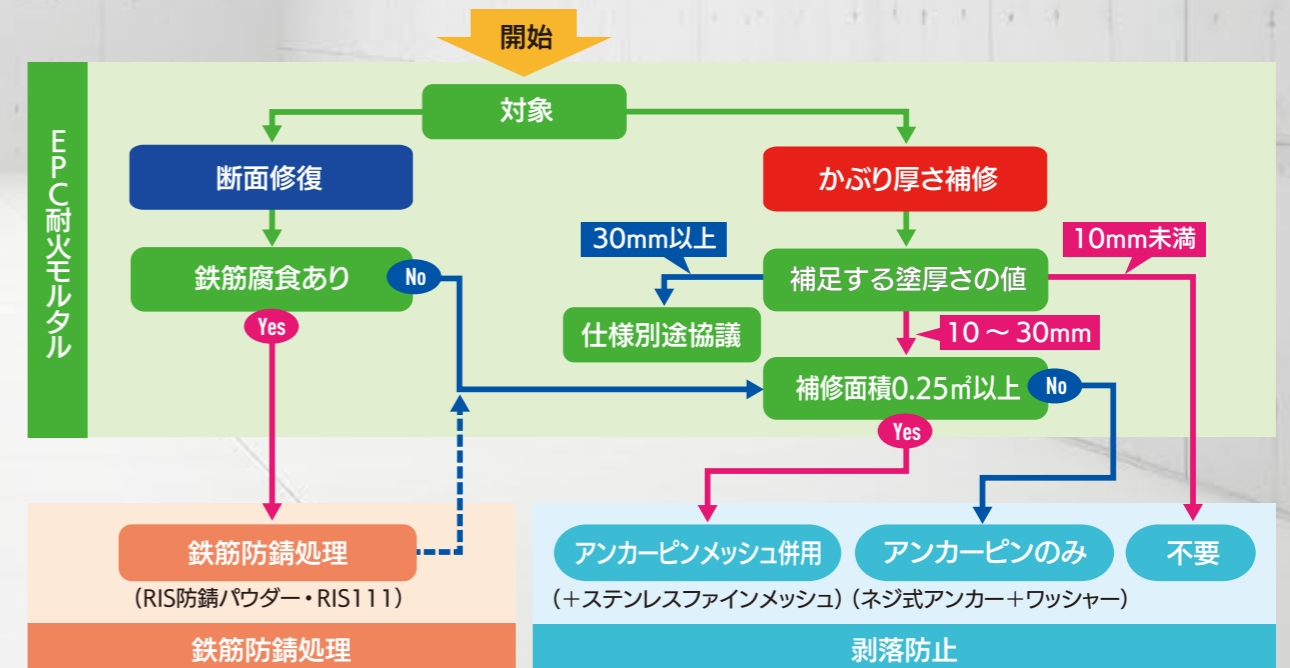 開始
EPC耐火モルタル
対象
断面修復
かぶり厚さ補修
30mm以上
10mm未満
鉄筋腐食あり
No
補足する塗厚さの値
Yes
仕様別途協議
10～30mm
補修面積0.25㎡以上
No
Yes
鉄筋防錆処理
アンカーピンメッシュ併用
アンカーピンのみ
不要
（RIS防錆パウダー・RIS111）
（＋ステンレスファインメッシュ）
（ネジ式アンカー＋ワッシャー）
鉄筋防錆処理
剥落防止